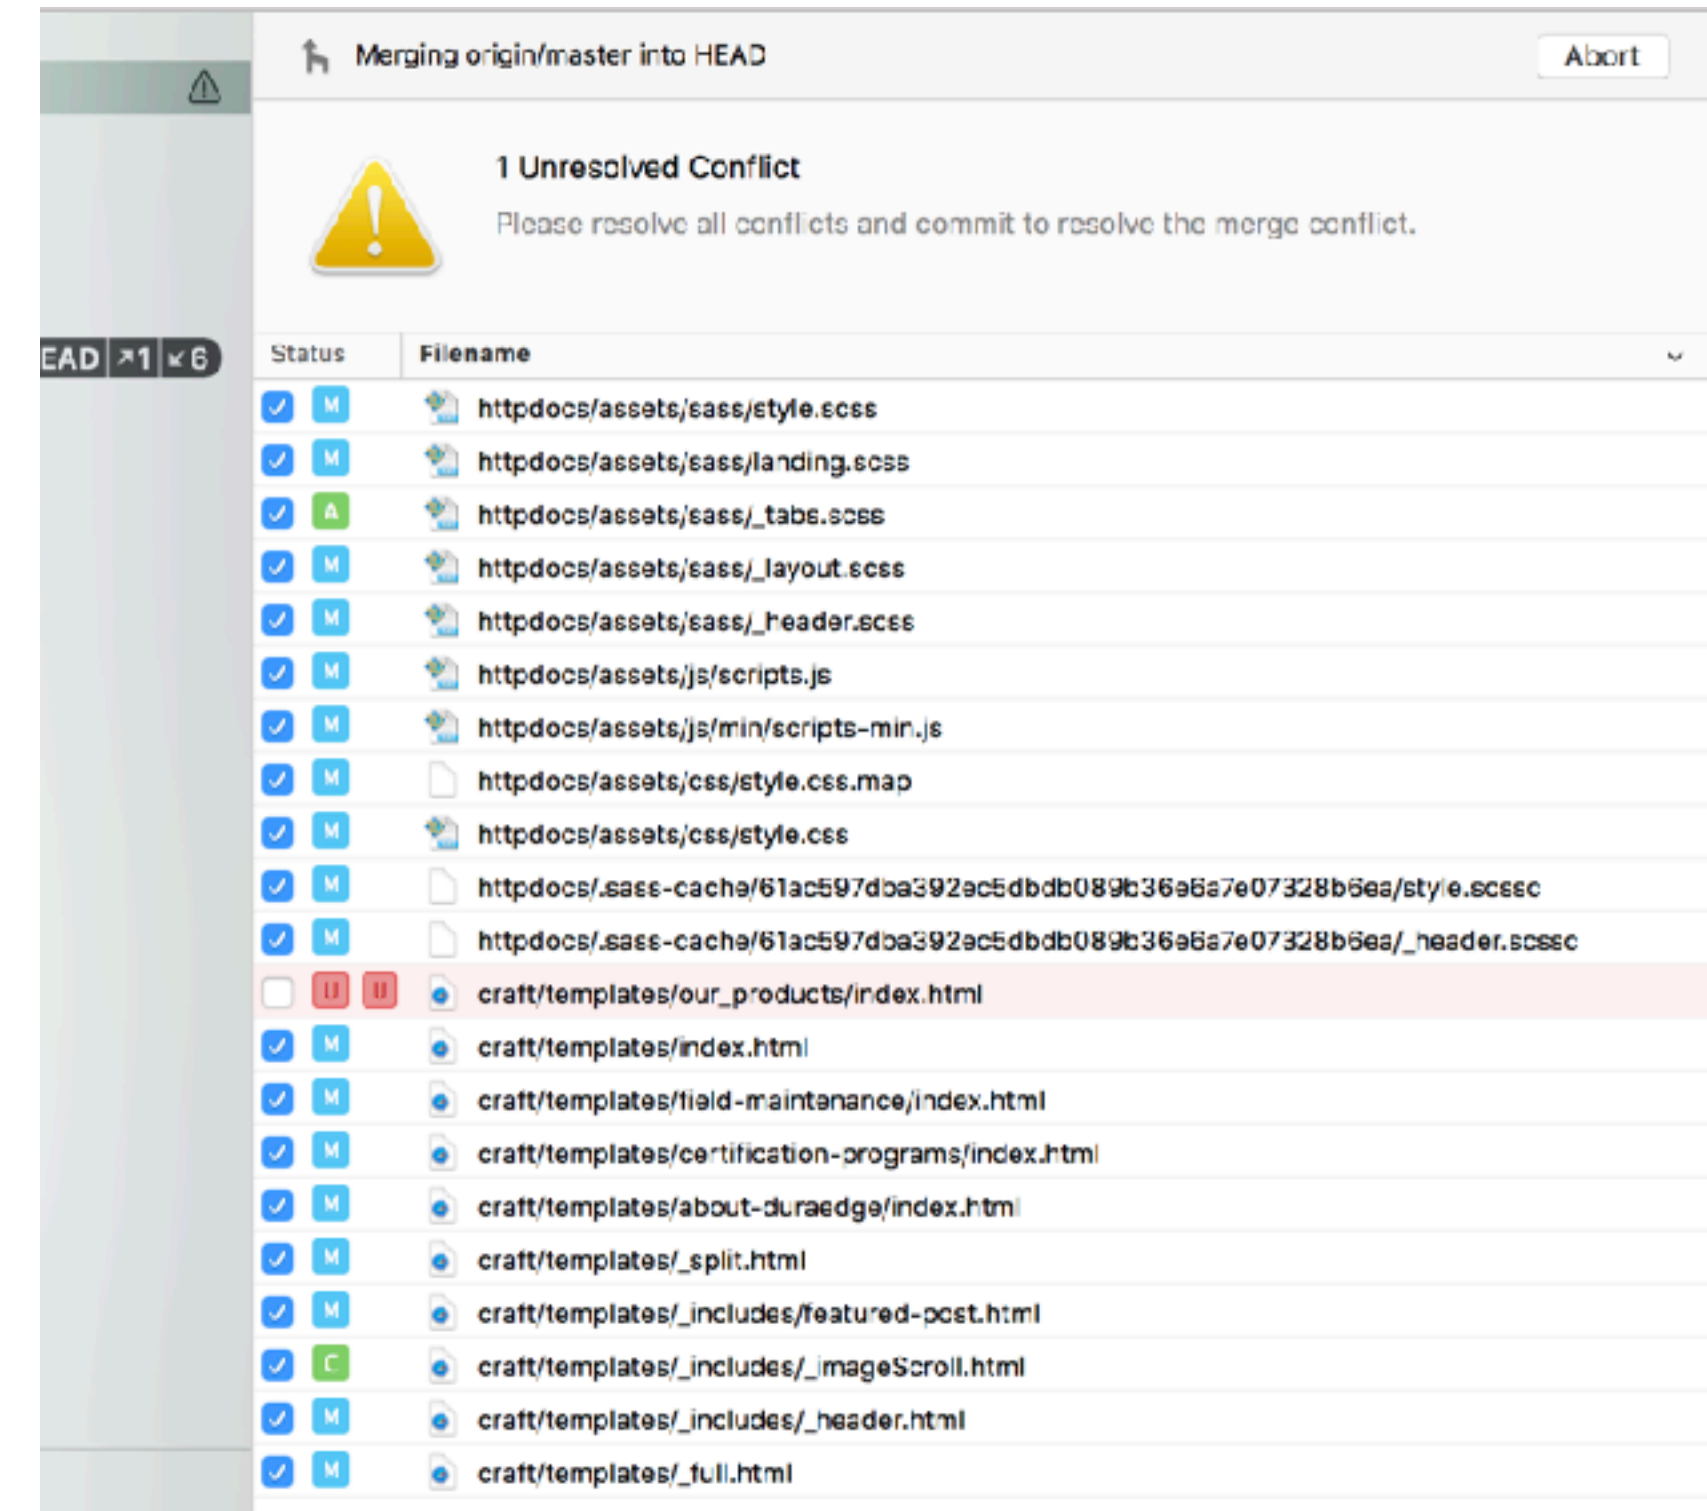 Merging origin/master into HEAD
Abort
1 Unresolved Conflict
Please resolve all conflicts and commit to resolve the merge conflict.
EAD 1 6
Status Filename
M httpdocs/assets/sass/style.scss
M httpdocs/assets/sass/landing.scss
A httpdocs/assets/sass/_tabs.scss
M httpdocs/assets/sass/_layout.scss
M httpdocs/assets/sass/_header.scss
M httpdocs/assets/js/scripts.js
M httpdocs/assets/js/min/scripts-min.js
M httpdocs/assets/css/style.css.map
M httpdocs/assets/css/style.css
M httpdocs/.sass-cache/61ac597dba392ec5dbdb089b36e6a7e07328b6ea/style.scssc
M httpdocs/.sass-cache/61ac597dba392ec5dbdb089b36e6a7e07328b6ea/_header.scssc
U U craft/templates/our_products/index.html
M craft/templates/index.html
M craft/templates/field-maintenance/index.html
M craft/templates/certification-programs/index.html
M craft/templates/about-duraedge/index.html
M craft/templates/_split.html
M craft/templates/_includes/featured-post.html
C craft/templates/_includes/_imageScroll.html
M craft/templates/_includes/_header.html
M craft/templates/_full.html